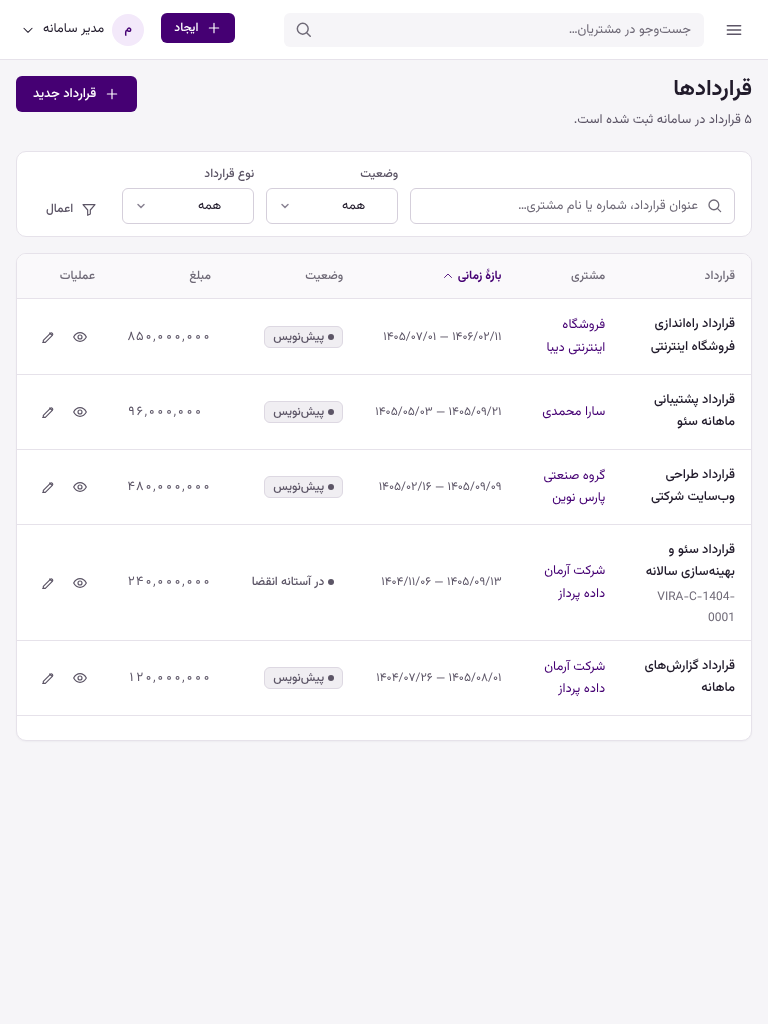 جست‌وجو در مشتریان...
ایجاد
م
مدیر سامانه
قراردادها
۵ قرارداد در سامانه ثبت شده است.
قرارداد جدید
وضعیت
نوع قرارداد
عنوان قرارداد، شماره یا نام مشتری...
همه
همه
اعمال
قرارداد
مشتری
بازهٔ زمانی
وضعیت
مبلغ
عملیات
قرارداد راه‌اندازی
فروشگاه اینترنتی
فروشگاه
اینترنتی دیبا
۱۴۰۵/۰۷/۰۱ — ۱۴۰۶/۰۲/۱۱
پیش‌نویس
۸۵۰,۰۰۰,۰۰۰
قرارداد پشتیبانی
ماهانه سئو
سارا محمدی
۱۴۰۵/۰۵/۰۳ — ۱۴۰۵/۰۹/۲۱
پیش‌نویس
۹۶,۰۰۰,۰۰۰
قرارداد طراحی
وب‌سایت شرکتی
گروه صنعتی
پارس نوین
۱۴۰۵/۰۲/۱۶ — ۱۴۰۵/۰۹/۰۹
پیش‌نویس
۴۸۰,۰۰۰,۰۰۰
قرارداد سئو و
بهینه‌سازی سالانه
VIRA-C-1404-
0001
شرکت آرمان
داده پرداز
۱۴۰۴/۱۱/۰۶ — ۱۴۰۵/۰۹/۱۳
در آستانه انقضا
۲۴۰,۰۰۰,۰۰۰
قرارداد گزارش‌های
ماهانه
شرکت آرمان
داده پرداز
۱۴۰۴/۰۷/۲۶ — ۱۴۰۵/۰۸/۰۱
پیش‌نویس
۱۲۰,۰۰۰,۰۰۰